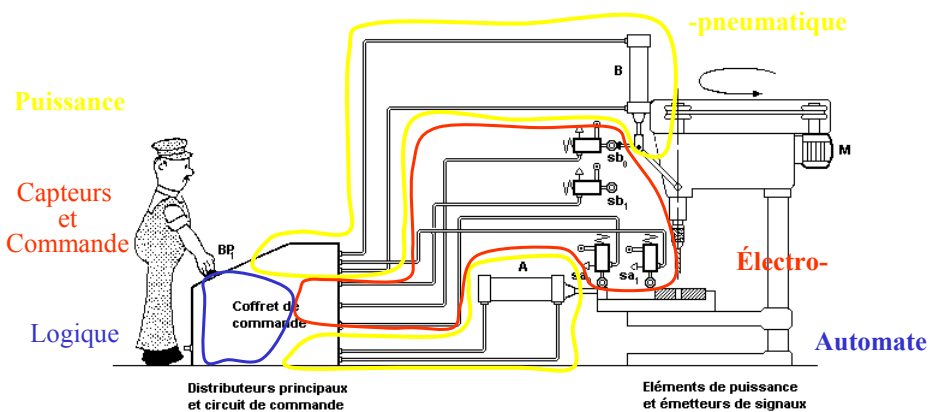 -pneumatique
B
Puissance
M
sb₀
sb₁
Capteurs
et
Commande
BP₁
A
sa₁
Électro-
Coffret de
commande
Logique
Automate
Distributeurs principaux
et circuit de commande
Eléments de puissance
et émetteurs de signaux